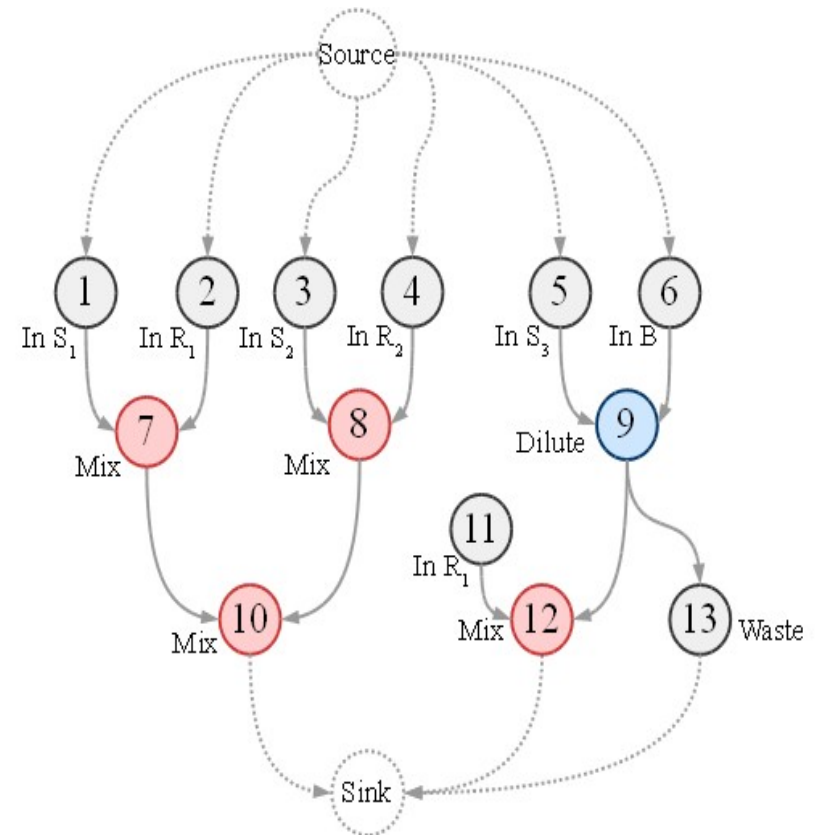 Source
1 2 3 4 5 6
In S₁ In R₁ In S₂ In R₂ In S₃ In B
7 8 9
Mix Mix Dilute
11
In R₁
10 12 13
Mix Mix Waste
Sink